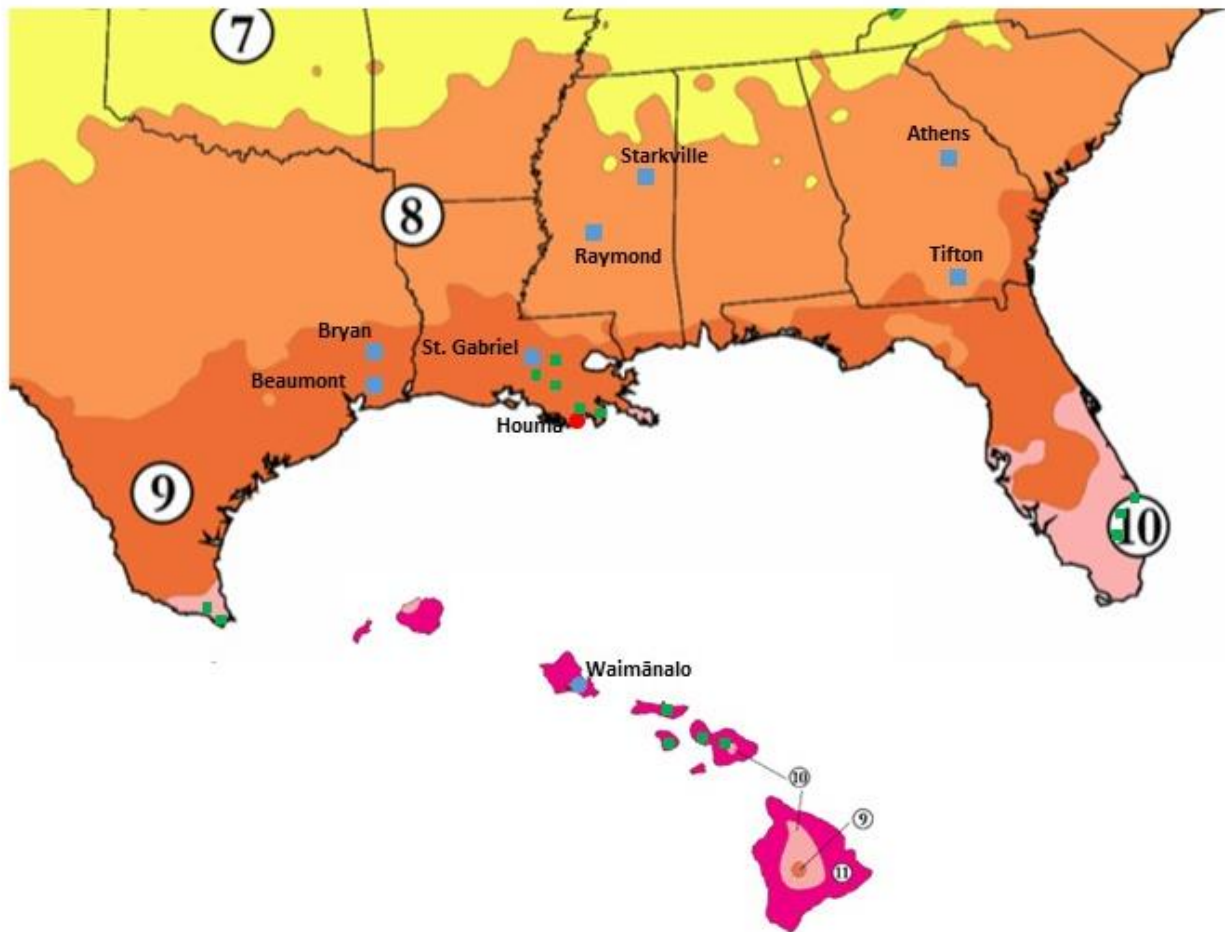 7
Athens
Starkville
8
Raymond
Tifton
Bryan
St. Gabriel
Beaumont
Houma
9
10
Waimānalo
10
9
11